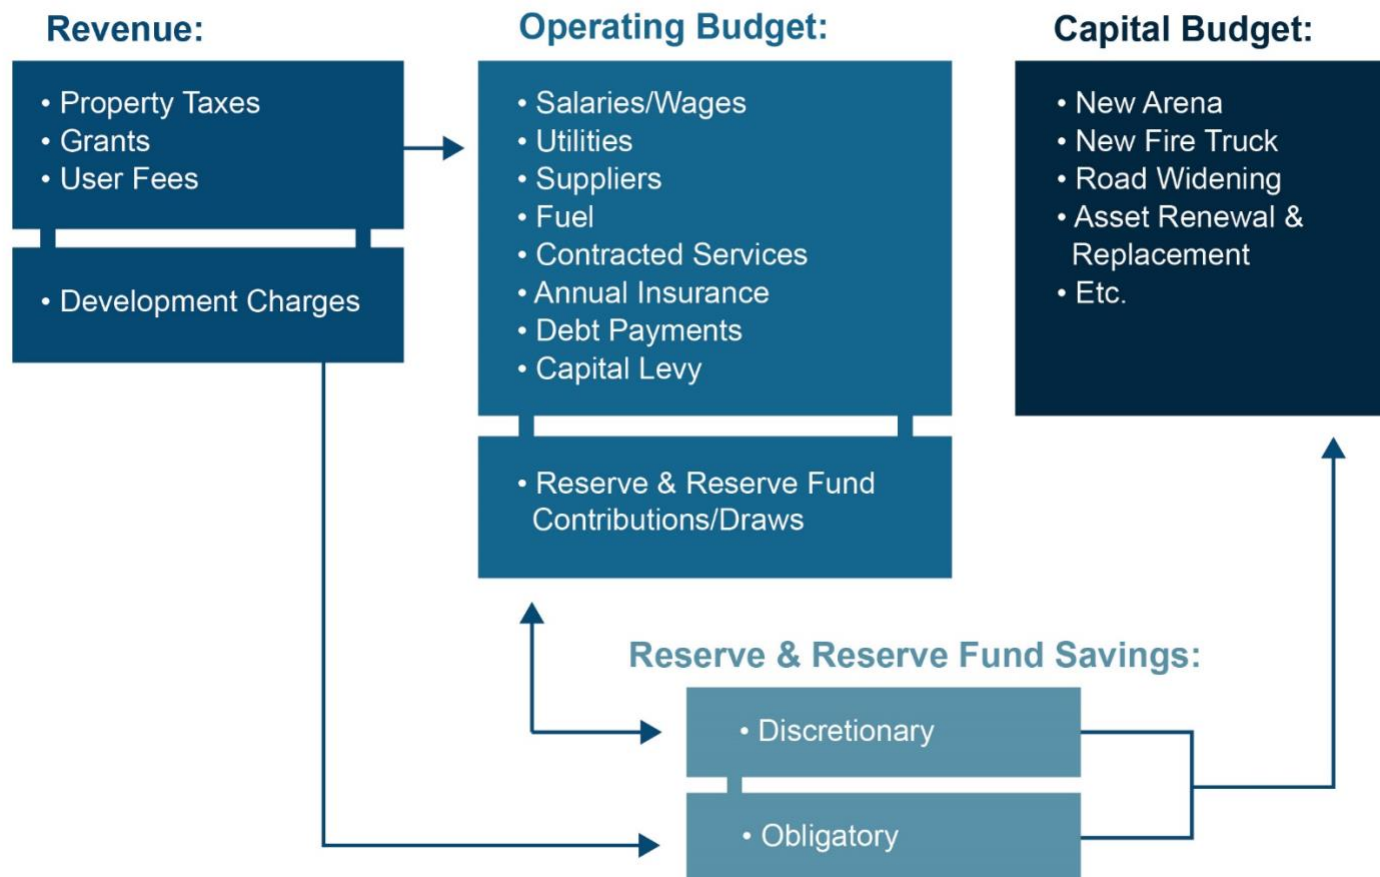 Revenue:
• Property Taxes
• Grants
• User Fees
• Development Charges
Operating Budget:
• Salaries/Wages
• Utilities
• Suppliers
• Fuel
• Contracted Services
• Annual Insurance
• Debt Payments
• Capital Levy
• Reserve & Reserve Fund
Contributions/Draws
Capital Budget:
• New Arena
• New Fire Truck
• Road Widening
• Asset Renewal &
Replacement
• Etc.
Reserve & Reserve Fund Savings:
• Discretionary
• Obligatory